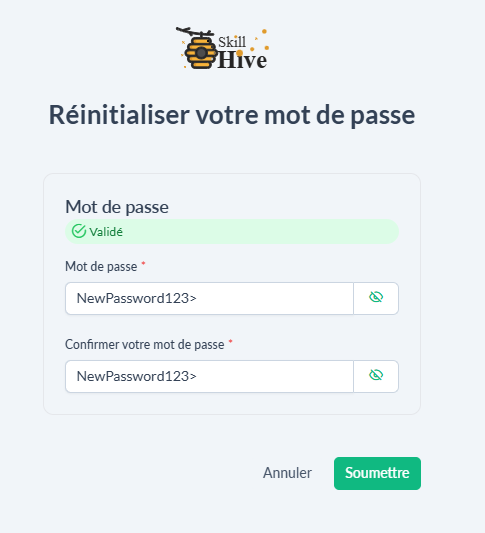 Skill
Hive
Réinitialiser votre mot de passe
Mot de passe
Validé
Mot de passe *
NewPassword123>
Confirmer votre mot de passe *
NewPassword123>
Annuler Soumettre